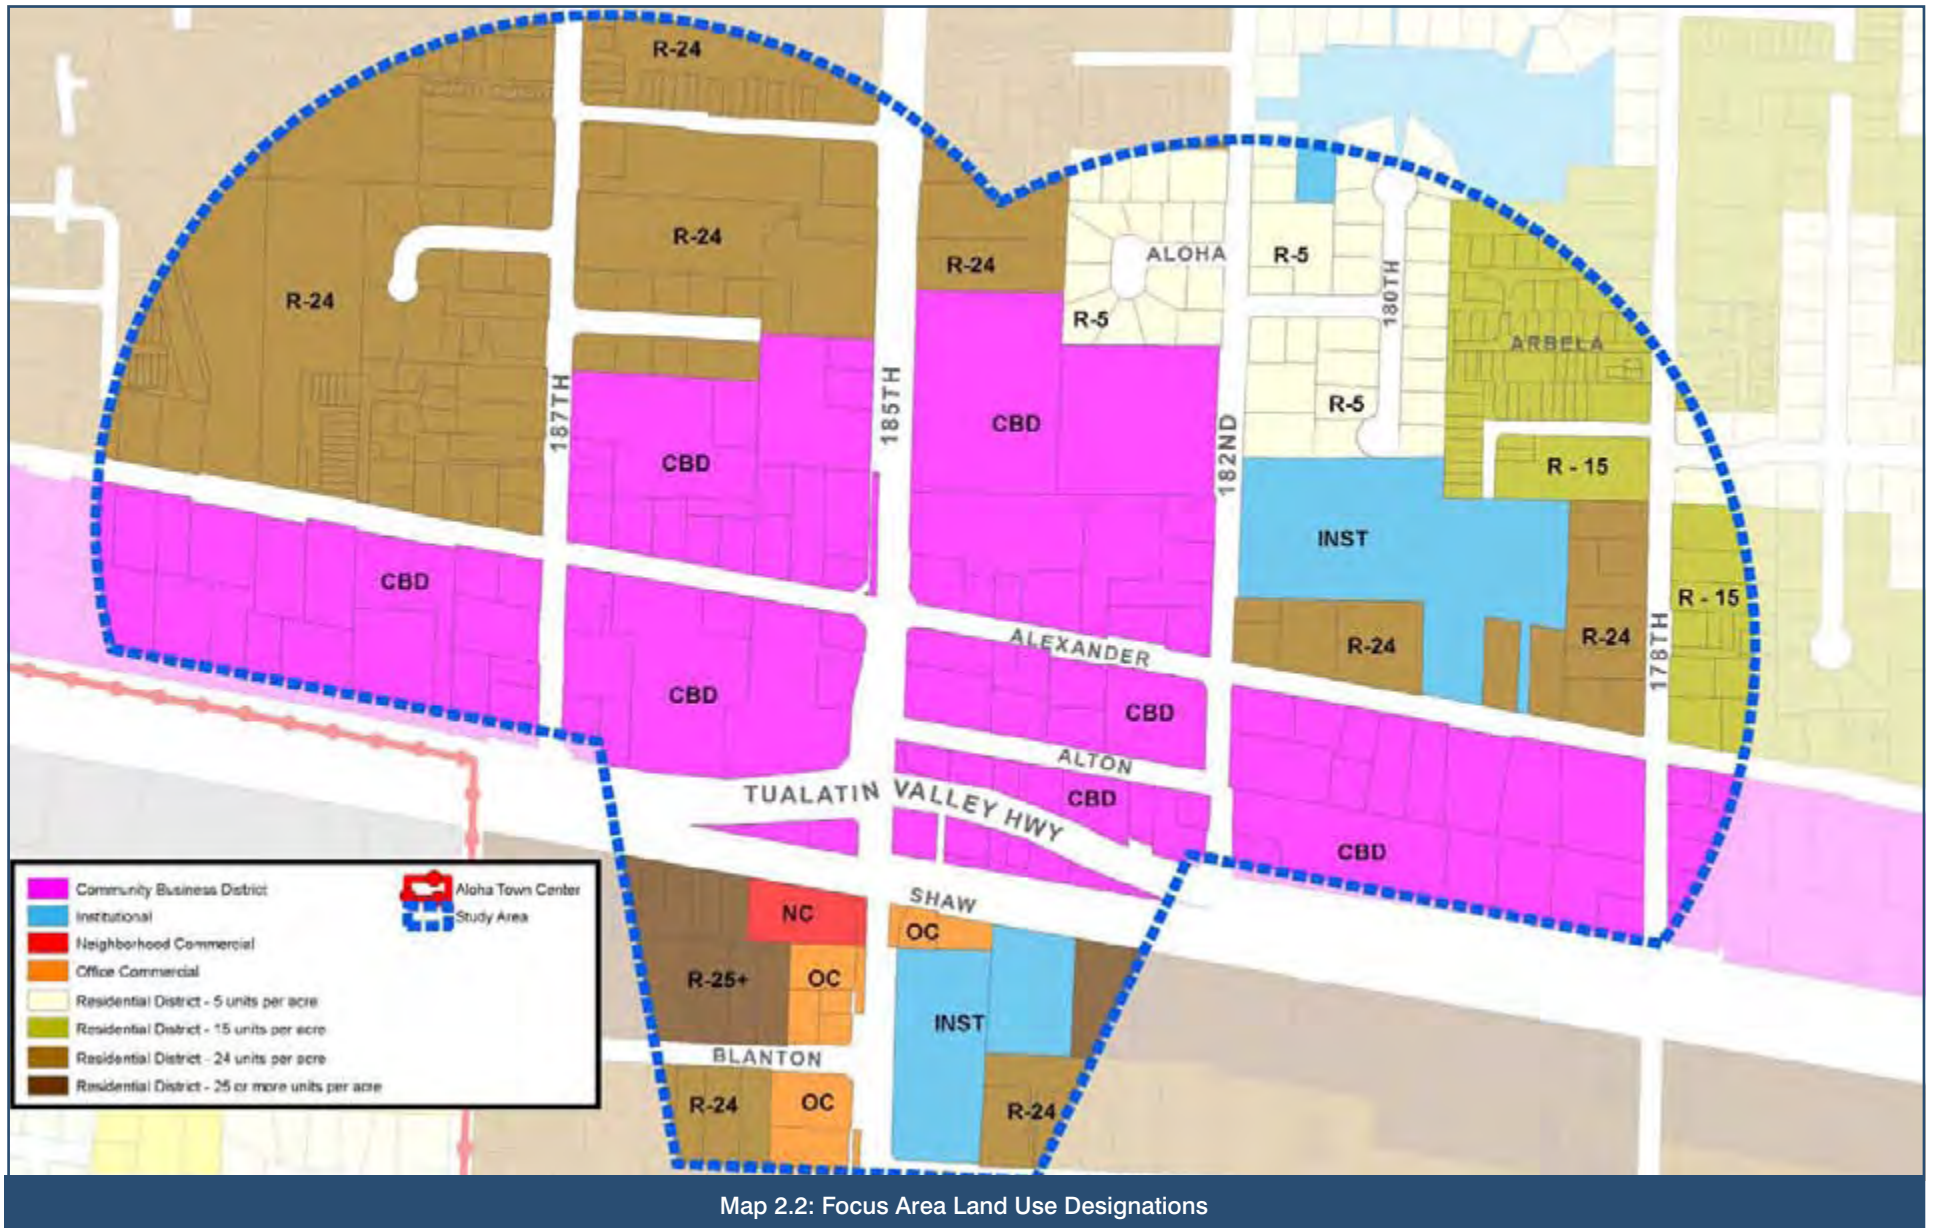 R-24
R-24
R-24
R-24
ALOHA
R-5
180TH
R-5
R-5
ARBELA
187TH
185TH
182ND
CBD
CBD
R - 15
INST
CBD
R - 15
ALEXANDER
R-24
R-24
178TH
CBD
CBD
ALTON
CBD
TUALATIN VALLEY HWY
CBD
SHAW
NC
OC
R-25+
OC
INST
BLANTON
R-24
OC
R-24
Community Business District
Institutional
Neighborhood Commercial
Office Commercial
Residential District - 5 units per acre
Residential District - 15 units per acre
Residential District - 24 units per acre
Residential District - 25 or more units per acre
Aloha Town Center
Study Area
Map 2.2: Focus Area Land Use Designations